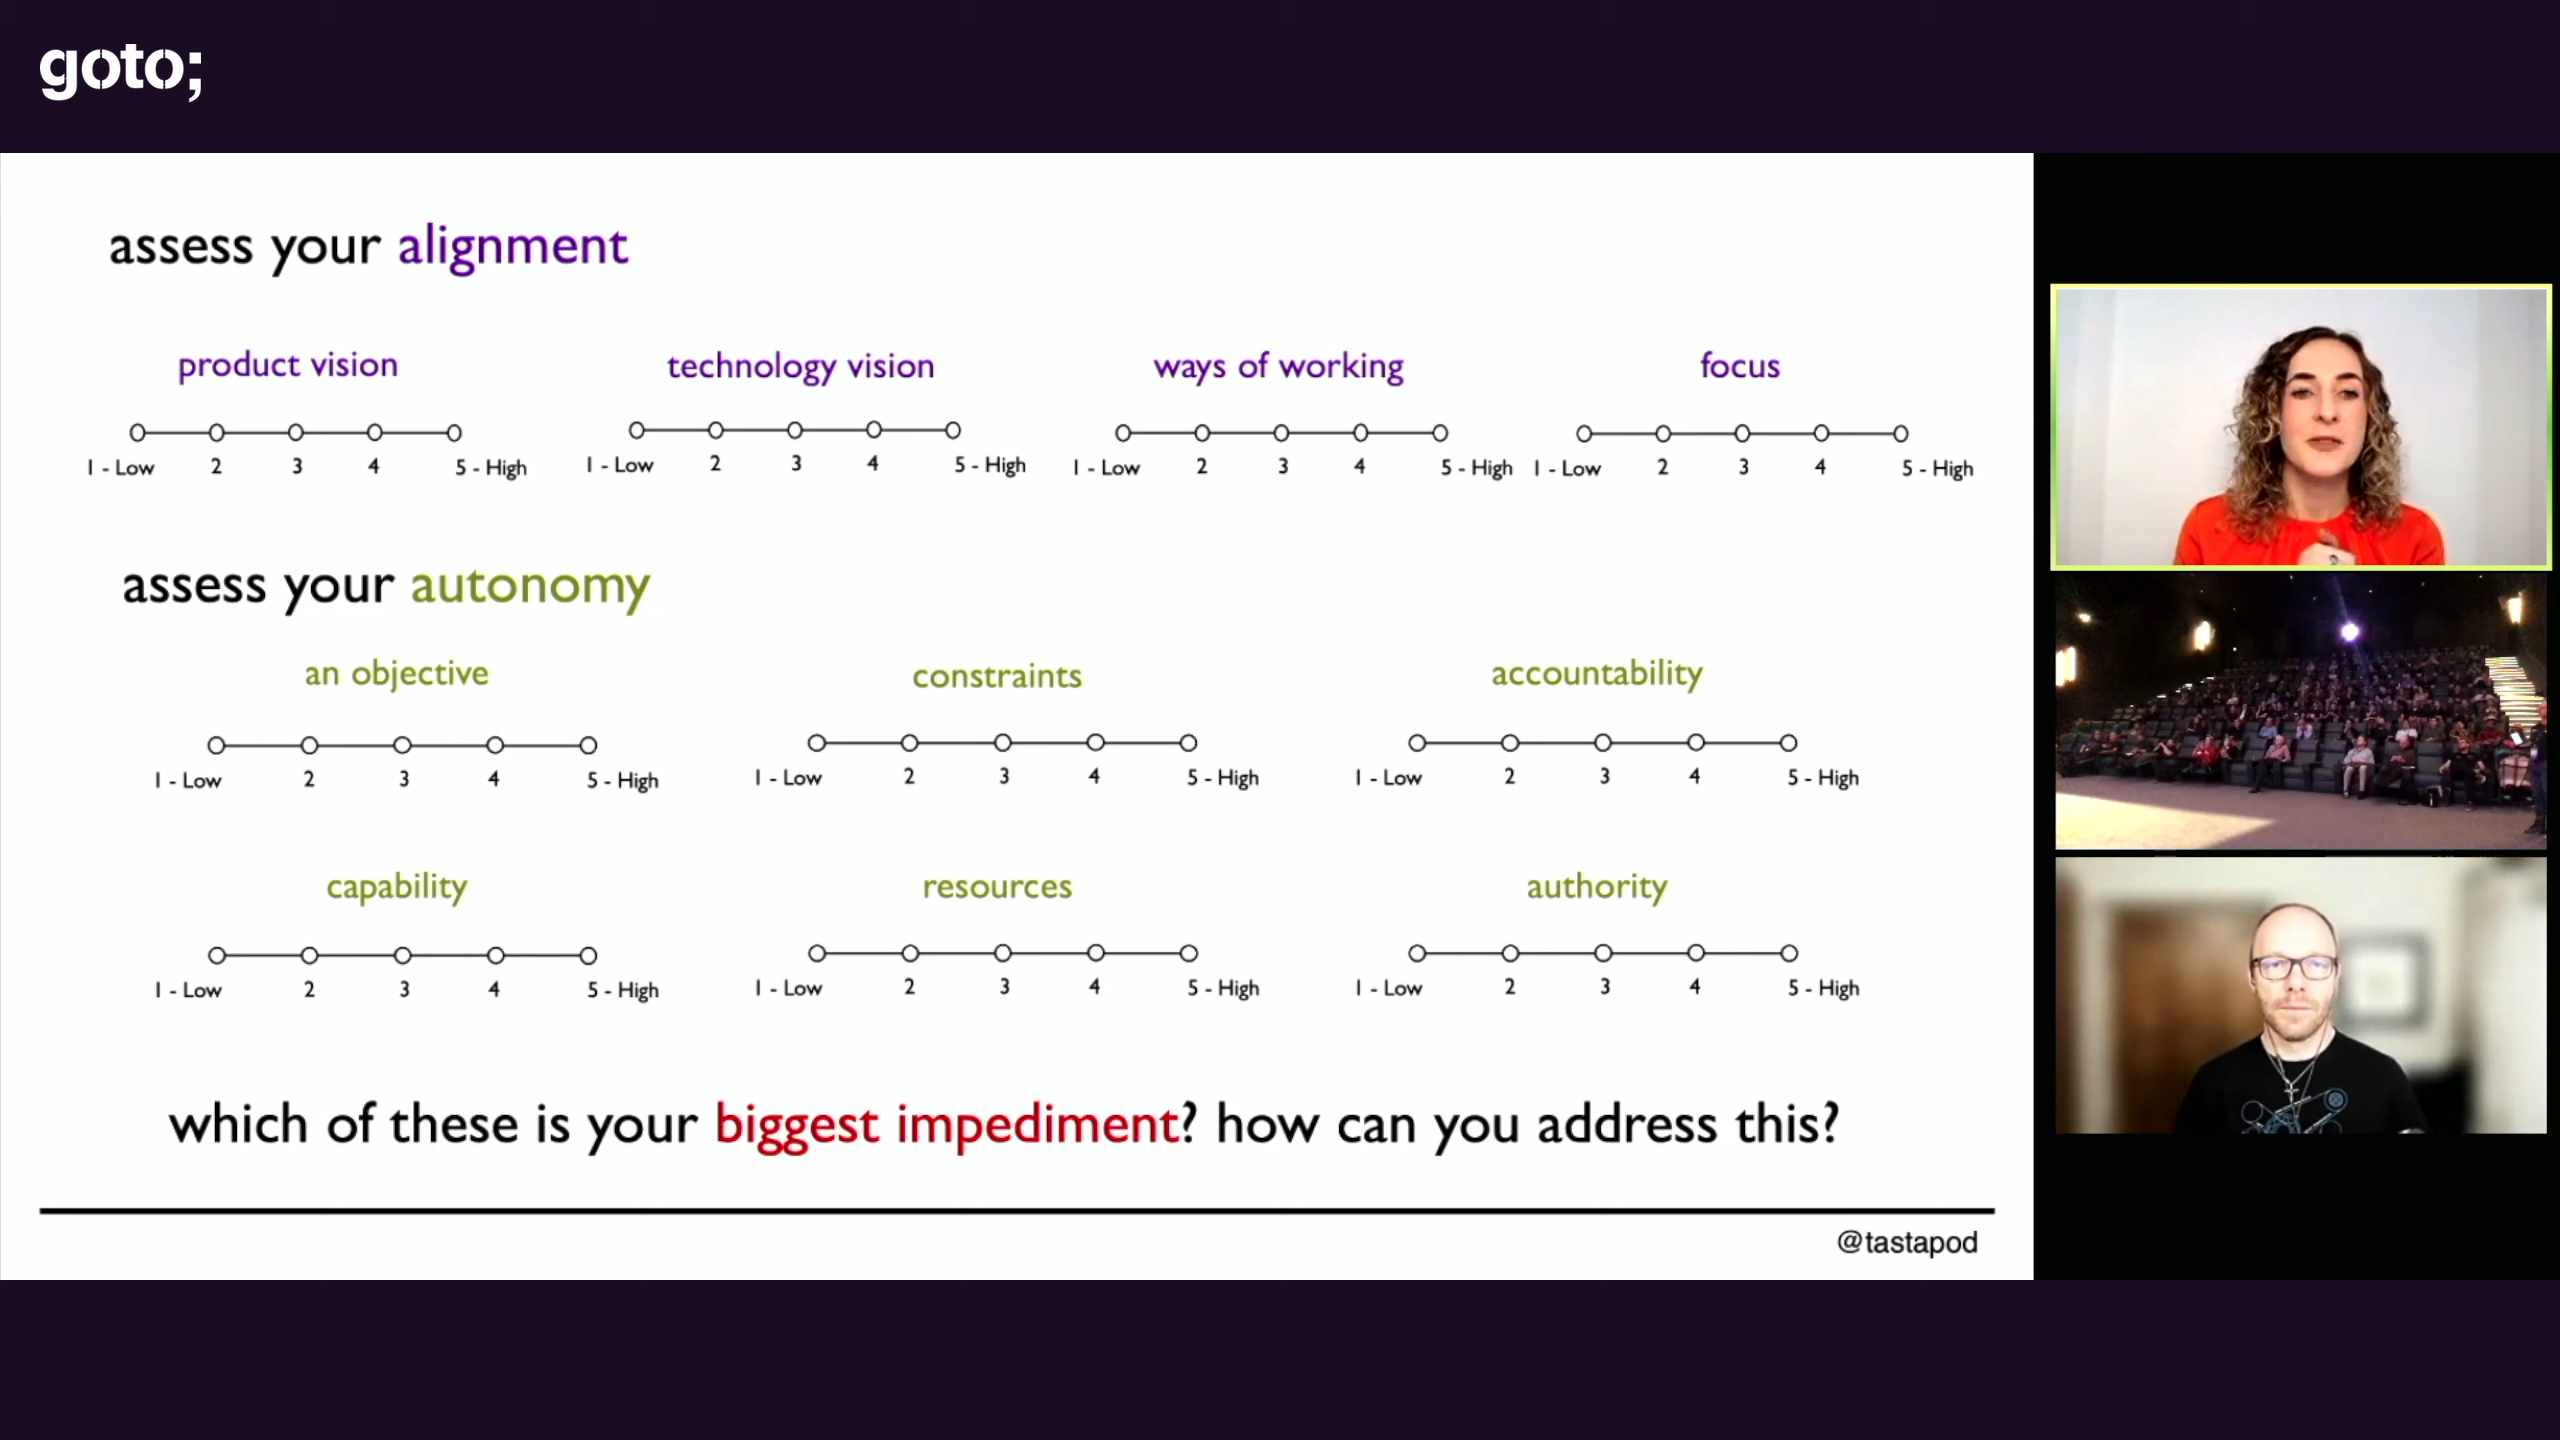 goto;
assess your alignment
product vision
technology vision
ways of working
focus
1 - Low 2 3 4 5 - High
1 - Low 2 3 4 5 - High
1 - Low 2 3 4 5 - High
1 - Low 2 3 4 5 - High
assess your autonomy
an objective
constraints
accountability
1 - Low 2 3 4 5 - High
1 - Low 2 3 4 5 - High
1 - Low 2 3 4 5 - High
capability
resources
authority
1 - Low 2 3 4 5 - High
1 - Low 2 3 4 5 - High
1 - Low 2 3 4 5 - High
which of these is your biggest impediment? how can you address this?
@tastapod